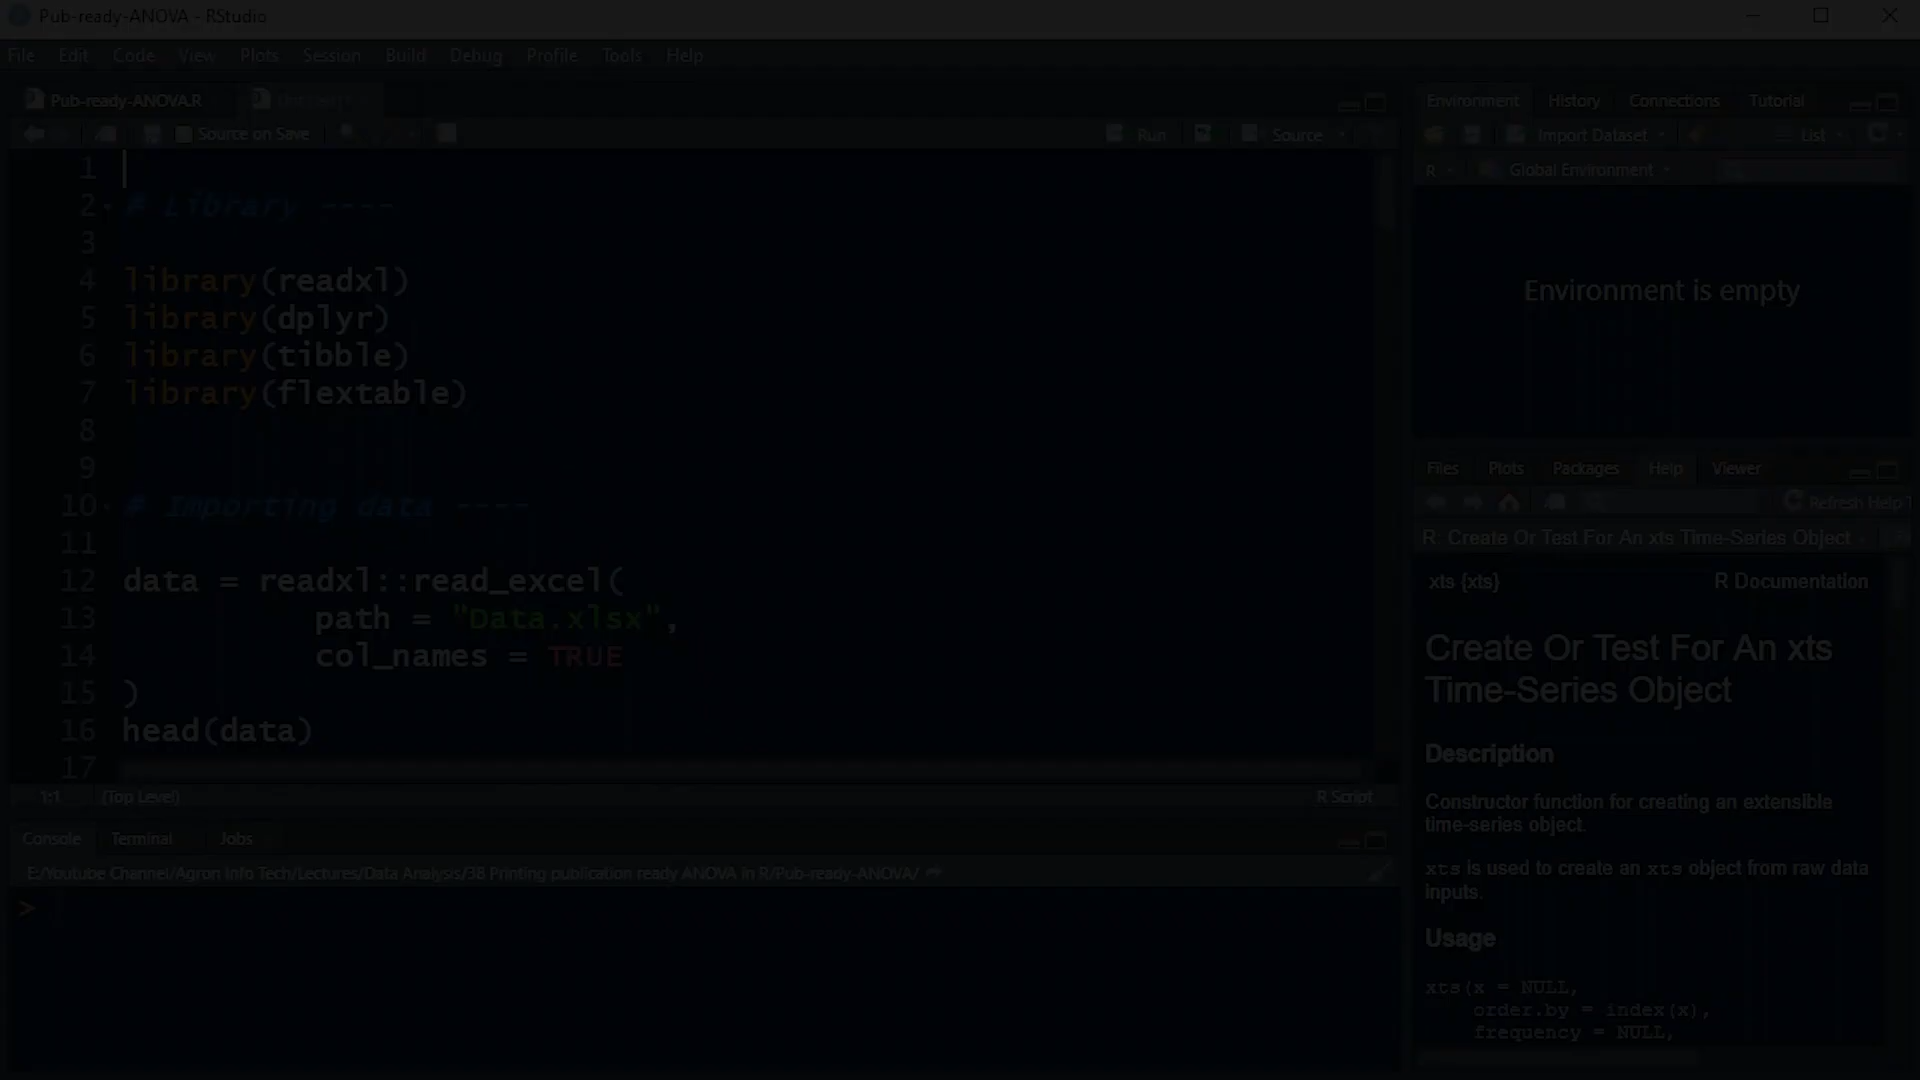 Pub-ready-ANOVA - RStudio
File Edit Code View Plots Session Build Debug Profile Tools Help
Pub-ready-ANOVA.R
Source on Save Run Source
1
2 # Library ----
3
4 library(readxl)
5 library(dplyr)
6 library(tibble)
7 library(flextable)
8
9
10 # Importing data ----
11
12 data = readxl::read_excel(
13 path = "Data.xlsx",
14 col_names = TRUE
15 )
16 head(data)
17
1:1 (Top Level) R Script
Console Terminal Jobs
E:/Youtube Channel/Agron Info Tech/Lectures/Data Analysis/38 Printing publication ready ANOVA in R/Pub-ready-ANOVA/
>
Environment History Connections Tutorial
Import Dataset List
R Global Environment
Environment is empty
Files Plots Packages Help Viewer
Refresh Help
R: Create Or Test For An xts Time-Series Object
xts {xts} R Documentation
Create Or Test For An xts
Time-Series Object
Description
Constructor function for creating an extensible
time-series object.
xts is used to create an xts object from raw data
inputs.
Usage
xts(x = NULL,
order.by = index(x),
frequency = NULL,